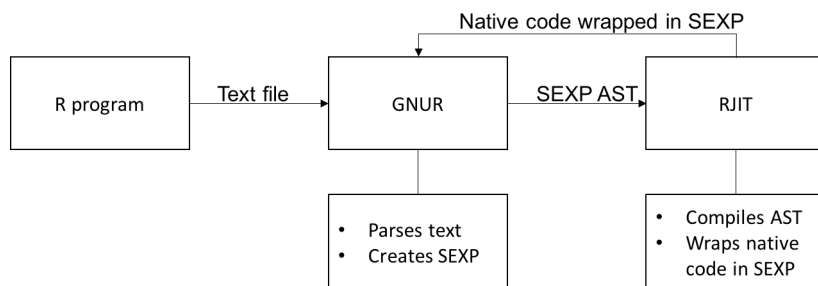 Native code wrapped in SEXP
R program
Text file
GNUR
SEXP AST
RJIT
• Parses text
• Creates SEXP
• Compiles AST
• Wraps native
code in SEXP